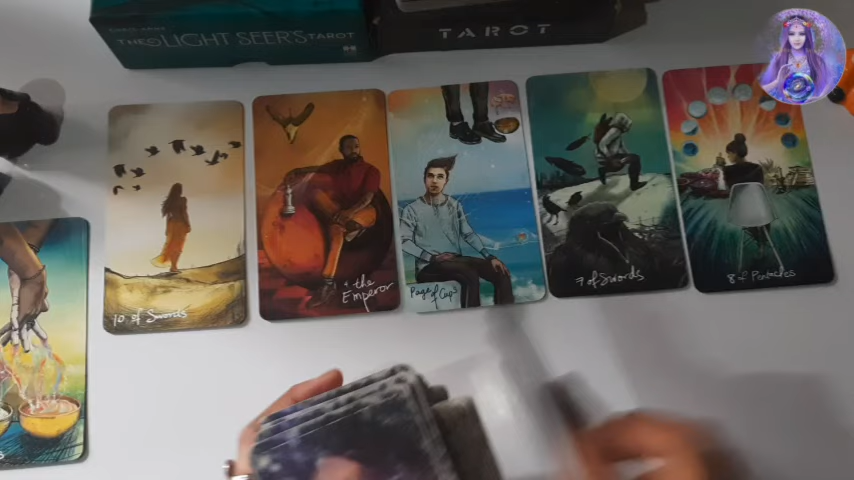 THE LIGHT SEER'S TAROT
TAROT
10 of Swords
4 the
Emperor
Page of Cups
7 of Swords
8 of Pentacles